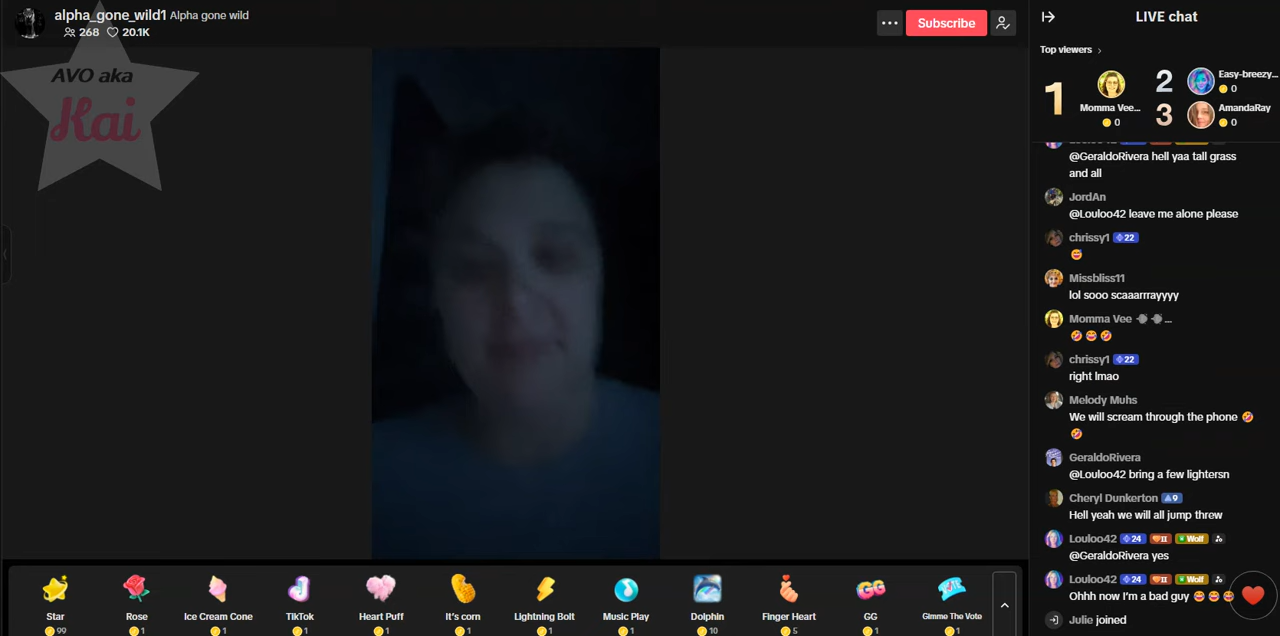 alpha_gone_wild1 Alpha gone wild
268 20.1K
AVO aka
Kai
...
Subscribe
LIVE chat
Top viewers >
1
Momma Vee...
0
2
Easy-breezy...
0
3
AmandaRay
0
@GeraldoRivera hell yaa tall grass
and all
JordAn
@Louloo42 leave me alone please
chrissy1 22
Missbliss11
lol sooo scaaarrrayyyy
Momma Vee ...
chrissy1 22
right lmao
Melody Muhs
We will scream through the phone
GeraldoRivera
@Louloo42 bring a few lightersn
Cheryl Dunkerton 9
Hell yeah we will all jump threw
Louloo42 24 II Wolf
@GeraldoRivera yes
Louloo42 24 II Wolf
Ohhh now I'm a bad guy
Julie joined
Star
99
Rose
1
Ice Cream Cone
1
TikTok
1
Heart Puff
1
It's corn
1
Lightning Bolt
1
Music Play
1
Dolphin
10
Finger Heart
5
GG
1
Gimme The Vote
1